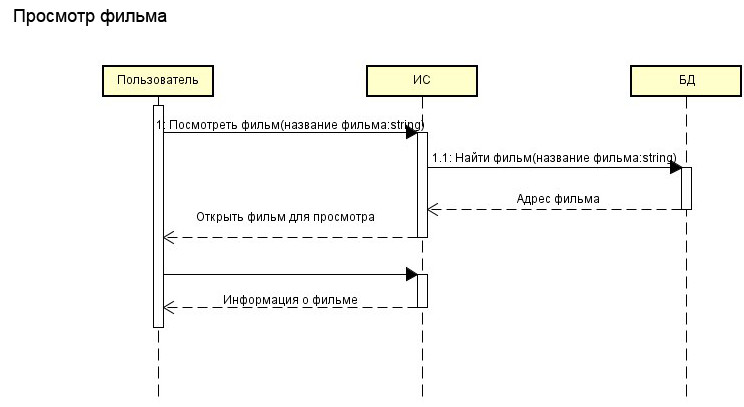 Просмотр фильма
Пользователь
ИС
БД
1: Посмотреть фильм(название фильма:string)
1.1: Найти фильм(название фильма:string)
Адрес фильма
Открыть фильм для просмотра
Информация о фильме